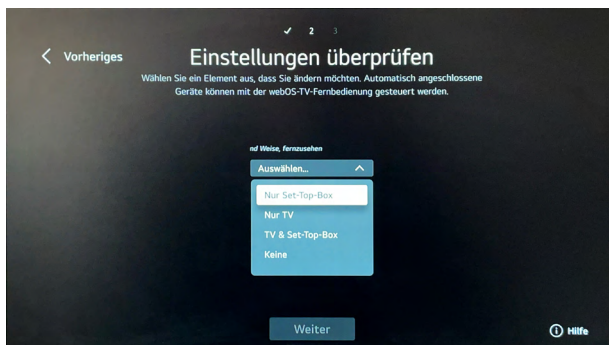 2 3
Vorheriges
Einstellungen überprüfen
Wählen Sie ein Element aus, dass Sie ändern möchten. Automatisch angeschlossene
Geräte können mit der webOS-TV-Fernbedienung gesteuert werden.
nd Weise, fernzusehen
Auswählen...
Nur Set-Top-Box
Nur TV
TV & Set-Top-Box
Keine
Weiter
Hilfe